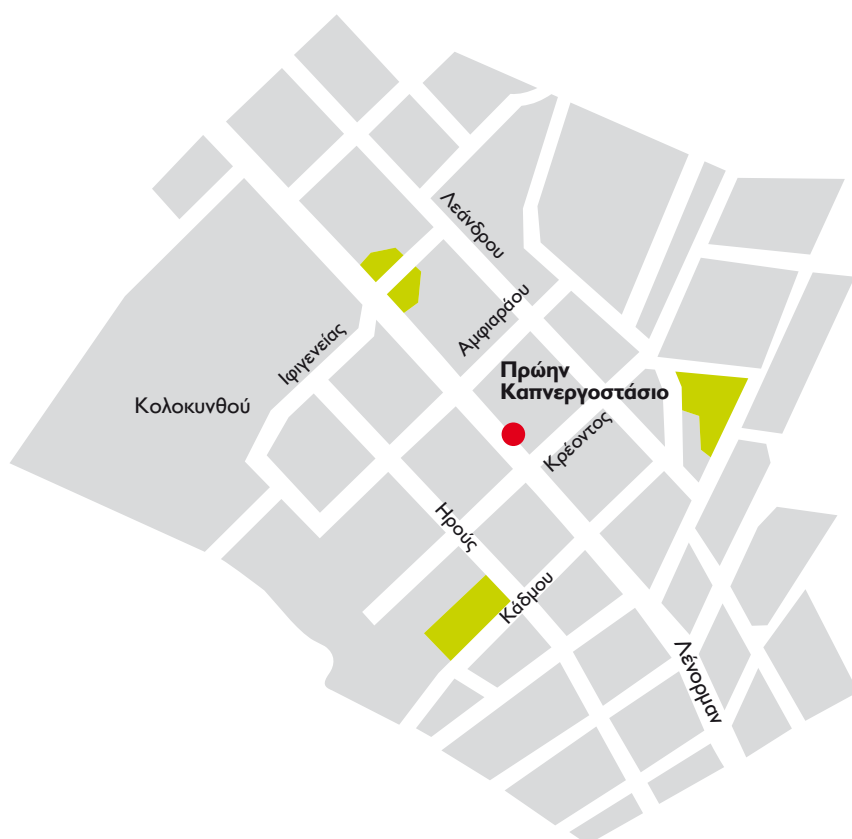 Λεάνδρου
Αμφιαράου
Ιφιγενείας
Πρώην
Καπνεργοστάσιο
Κολοκυνθού
Κρέοντος
Ηρούς
Κάδμου
Λένορμαν